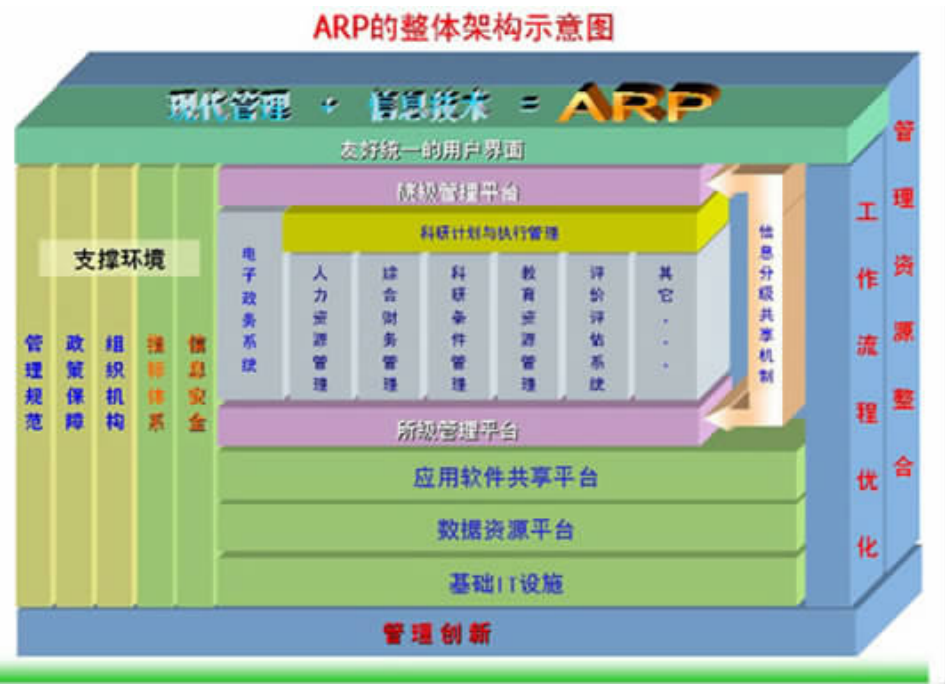 ARP的整体架构示意图
现代管理 + 信息技术 = ARP
友好统一的用户界面
院级管理平台
科研计划与执行管理
电子政务系统
人力资源管理
综合财务管理
科研条件管理
教育资源管理
评价评估系统
其它...
信息分级共享机制
支撑环境
管理规范
政策保障
组织机构
指标体系
信息安全
所级管理平台
应用软件共享平台
数据资源平台
基础IT设施
工作流程优化
管理资源整合
管理创新